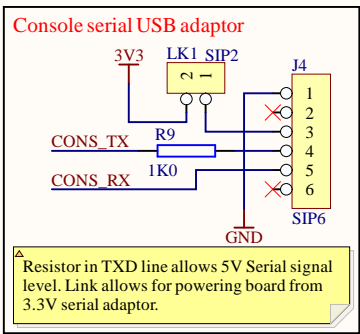 Console serial USB adaptor
3V3
LK1 SIP2
2 1
J4
1
2
3
4
5
6
CONS_TX
R9
1K0
CONS_RX
SIP6
GND
Resistor in TXD line allows 5V Serial signal
level. Link allows for powering board from
3.3V serial adaptor.